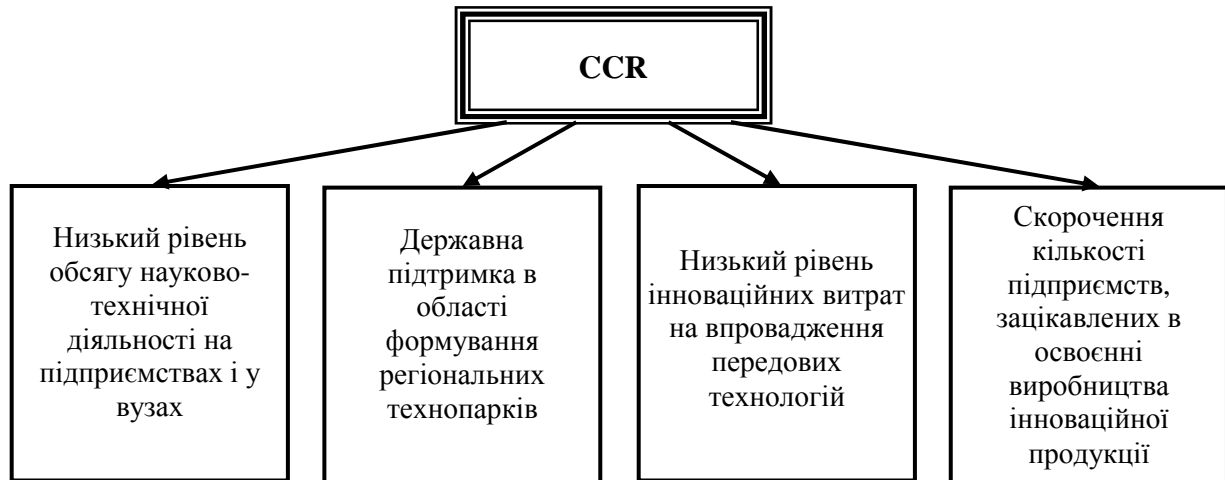 CCR
Низький рівень
обсягу науково-
технічної
діяльності на
підприємствах і у
вузах
Державна
підтримка в
області
формування
регіональних
технопарків
Низький рівень
інноваційних витрат
на впровадження
передових
технологій
Скорочення
кількості
підприємств,
зацікавлених в
освоєнні
виробництва
інноваційної
продукції